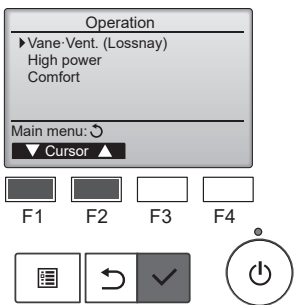 Operation
▶Vane·Vent. (Lossnay)
High power
Comfort
Main menu:
▼ Cursor ▲
F1 F2 F3 F4